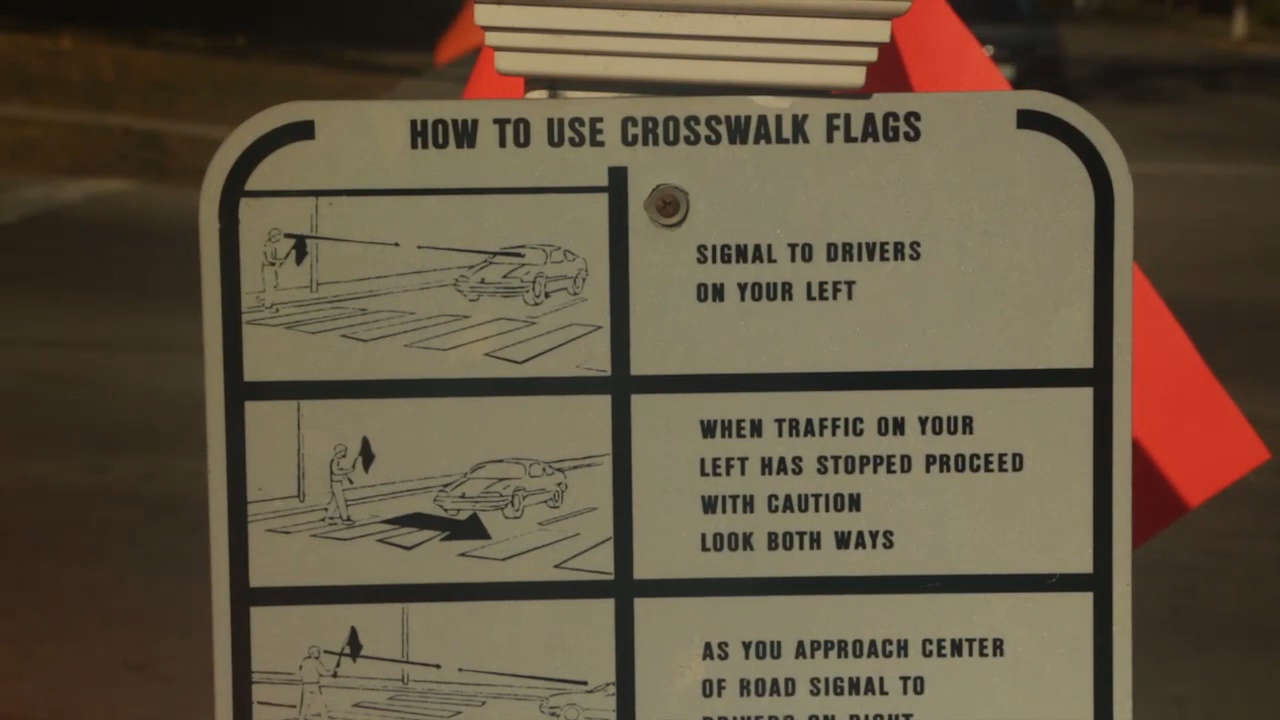 HOW TO USE CROSSWALK FLAGS
SIGNAL TO DRIVERS
ON YOUR LEFT
WHEN TRAFFIC ON YOUR
LEFT HAS STOPPED PROCEED
WITH CAUTION
LOOK BOTH WAYS
AS YOU APPROACH CENTER
OF ROAD SIGNAL TO
DRIVERS ON RIGHT